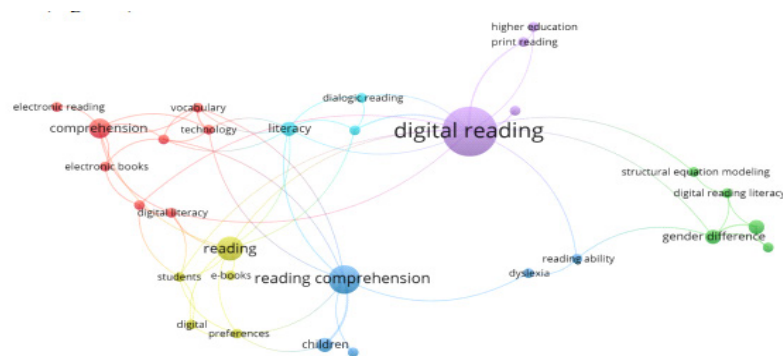 higher education
print reading
electronic reading
vocabulary
dialogic reading
comprehension
technology
literacy
digital reading
electronic books
structural equation modeling
digital reading literacy
digital literacy
gender difference
reading
reading ability
students
e-books
reading comprehension
dyslexia
digital
preferences
children